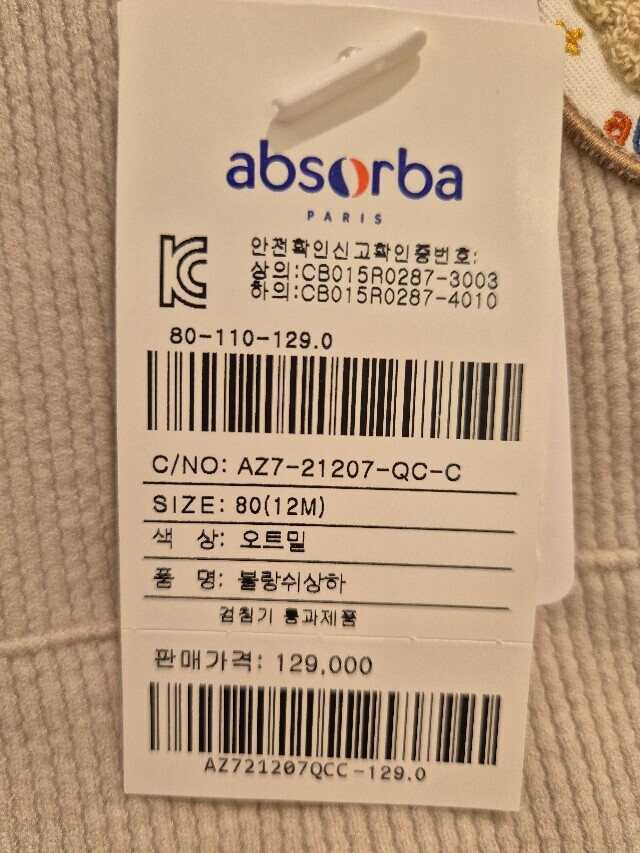 absorba
PARIS
안전확인신고확인증번호:
상의:CB015R0287-3003
하의:CB015R0287-4010
80-110-129.0
C/NO: AZ7-21207-QC-C
SIZE: 80(12M)
색 상: 오트밀
품 명: 블랑쉬상하
검침기 통과제품
판매가격: 129,000
AZ721207QCC-129.0